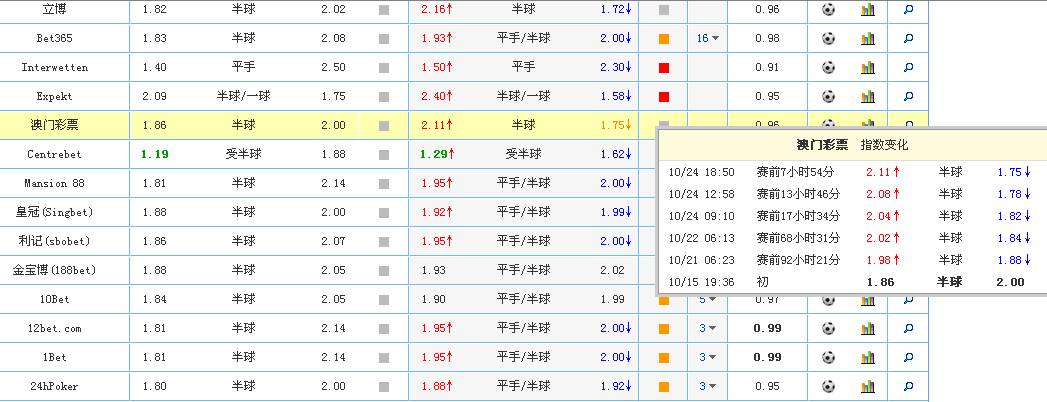 立博 1.82 半球 2.02 2.16↑ 半球 1.72↓ 0.96
Bet365 1.83 半球 2.08 1.93↑ 平手/半球 2.00↓ 16 0.98
Interwetten 1.40 平手 2.50 1.50↑ 平手 2.30↓ 0.91
Expekt 2.09 半球/一球 1.75 2.40↑ 半球/一球 1.58↓ 0.95
澳门彩票 1.86 半球 2.00 2.11↑ 半球 1.75↓ 0.96
Centrebet 1.19 受半球 1.88 1.29↑ 受半球 1.62↓
Mansion 88 1.81 半球 2.14 1.95↑ 平手/半球 2.00↓
皇冠(Singbet) 1.88 半球 2.00 1.92↑ 平手/半球 1.99↓
利记(sbobet) 1.86 半球 2.07 1.95↑ 平手/半球 2.00↓
金宝博(188bet) 1.88 半球 2.05 1.93 平手/半球 2.02
10Bet 1.84 半球 2.05 1.90 平手/半球 1.99 5 0.97
12bet.com 1.81 半球 2.14 1.95↑ 平手/半球 2.00↓ 3 0.99
1Bet 1.81 半球 2.14 1.95↑ 平手/半球 2.00↓ 3 0.99
24hPoker 1.80 半球 2.00 1.88↑ 平手/半球 1.92↓ 3 0.95
澳门彩票 指数变化
10/24 18:50 赛前7小时54分 2.11↑ 半球 1.75↓
10/24 12:58 赛前13小时46分 2.08↑ 半球 1.78↓
10/24 09:10 赛前17小时34分 2.04↑ 半球 1.82↓
10/22 06:13 赛前68小时31分 2.02↑ 半球 1.84↓
10/21 06:23 赛前92小时21分 1.98↑ 半球 1.88↓
10/15 19:36 初 1.86 半球 2.00